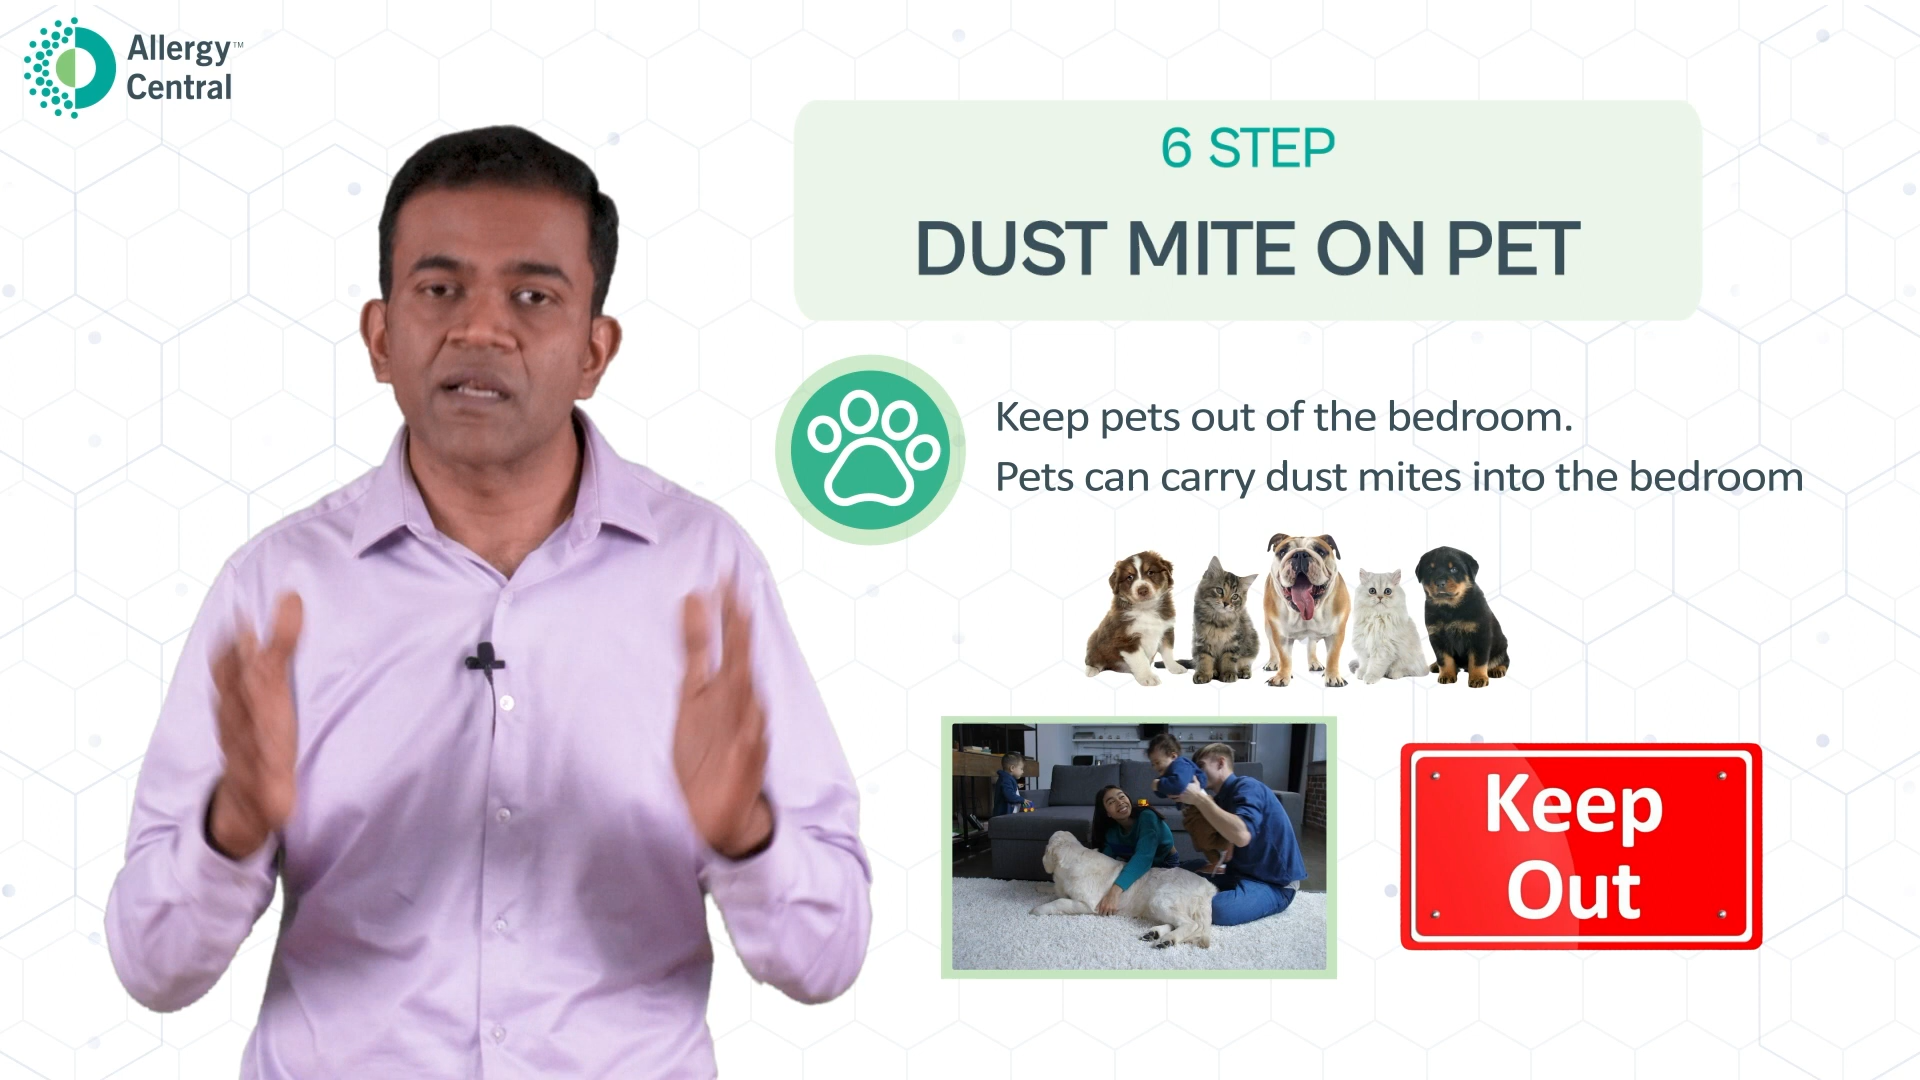 Allergy™
Central
6 STEP
DUST MITE ON PET
Keep pets out of the bedroom.
Pets can carry dust mites into the bedroom
Keep
Out